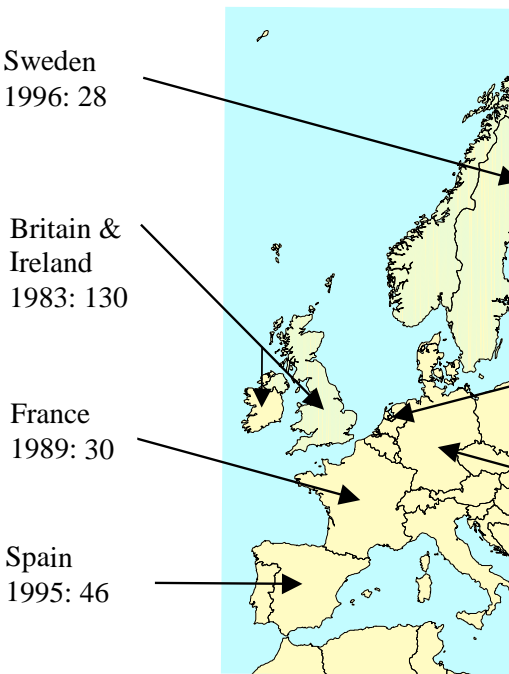 Sweden
1996: 28
Britain &
Ireland
1983: 130
France
1989: 30
Spain
1995: 46